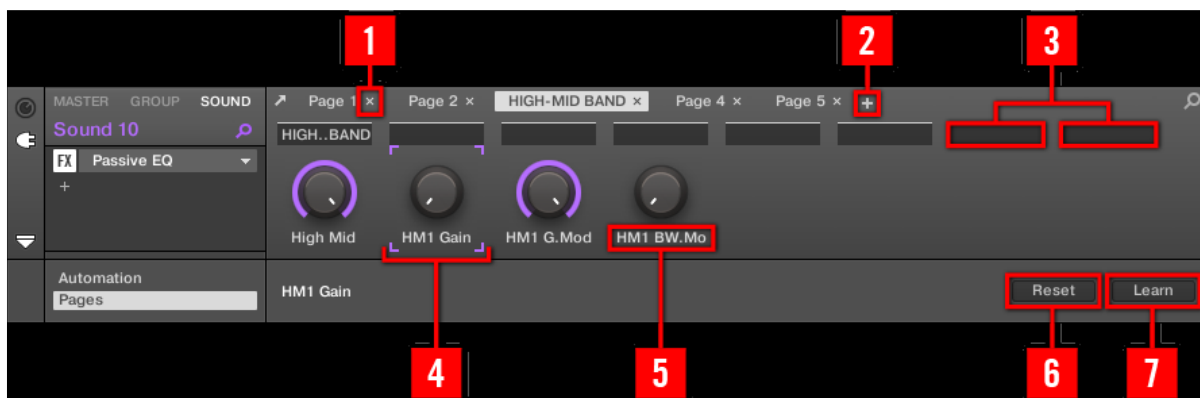 1 2 3
MASTER GROUP SOUND Page 1 × Page 2 × HIGH-MID BAND × Page 4 × Page 5 × +
Sound 10 HIGH..BAND
FX Passive EQ
+
High Mid HM1 Gain HM1 G.Mod HM1 BW.Mo
Automation
Pages HM1 Gain Reset Learn
4 5 6 7